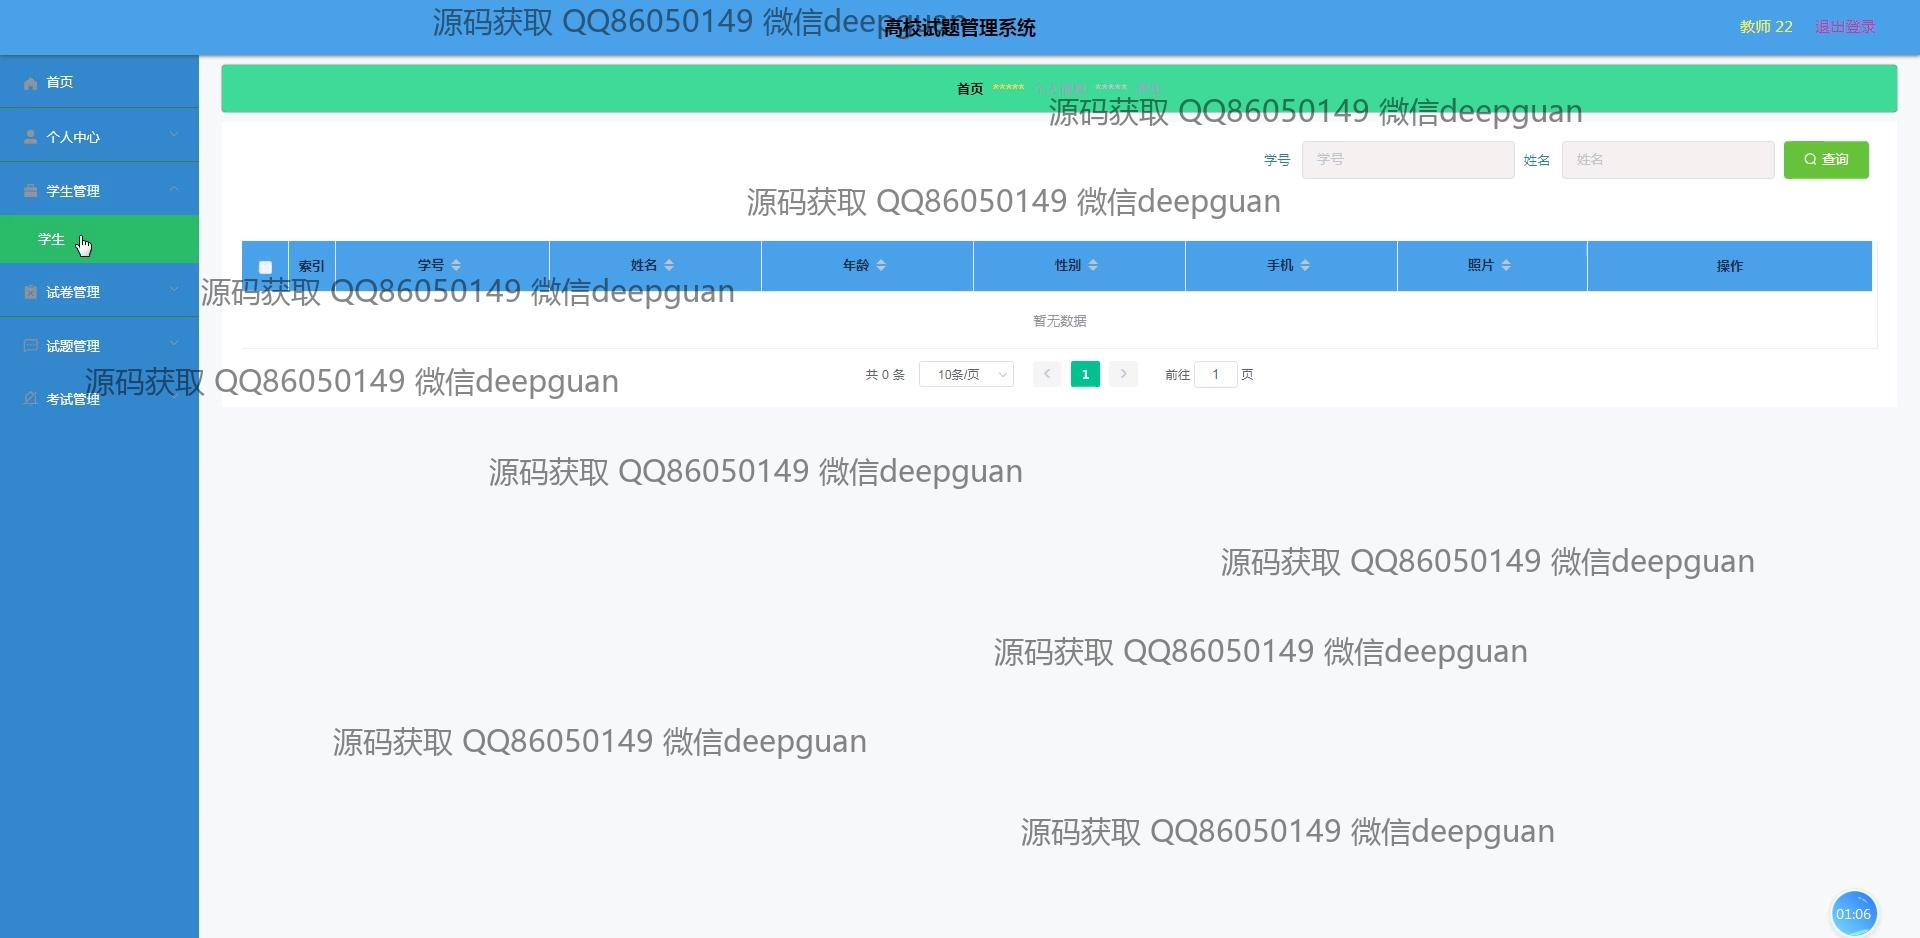 源码获取 QQ86050149 微信deepguan
高校试题管理系统
教师 22
退出登录
首页
个人中心
学生管理
学生
试卷管理
试题管理
考试管理
首页 ***** ***** 
源码获取 QQ86050149 微信deepguan
学号 学号 姓名 姓名 查询
源码获取 QQ86050149 微信deepguan
索引 学号 姓名 年龄 性别 手机 照片 操作
源码获取 QQ86050149 微信deepguan
暂无数据
共 0 条 10条/页 1 前往 1 页
源码获取 QQ86050149 微信deepguan
源码获取 QQ86050149 微信deepguan
源码获取 QQ86050149 微信deepguan
源码获取 QQ86050149 微信deepguan
源码获取 QQ86050149 微信deepguan
源码获取 QQ86050149 微信deepguan
01:06